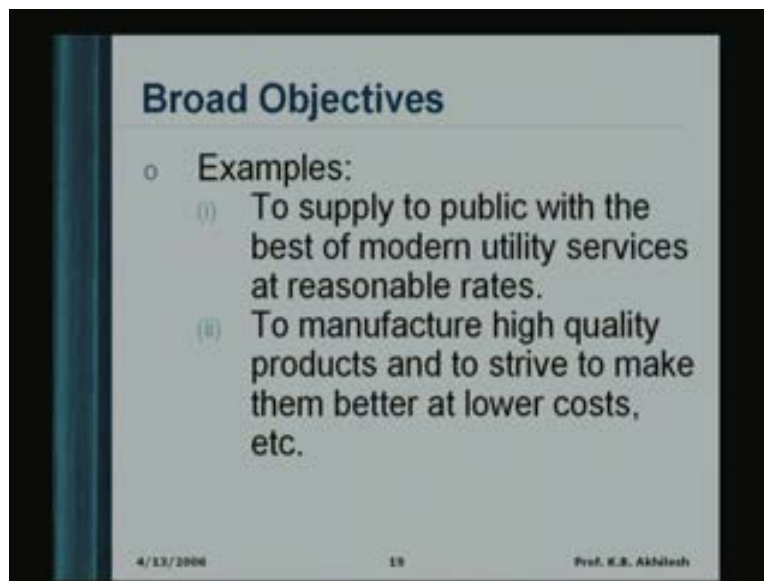 Broad Objectives
o Examples:
(i) To supply to public with the
best of modern utility services
at reasonable rates.
(ii) To manufacture high quality
products and to strive to make
them better at lower costs,
etc.
4/13/2006 19 Prof. K.B. Akhilesh